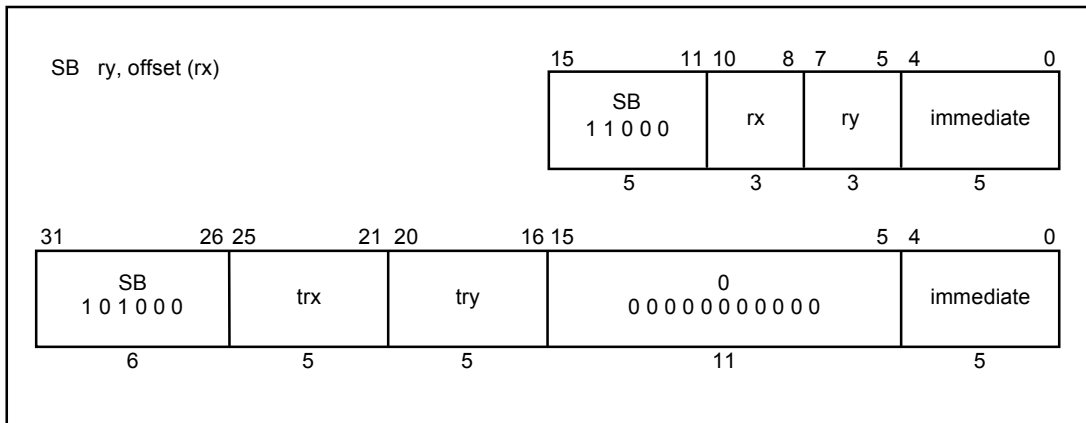 SB ry, offset (rx)
15 11 10 8 7 5 4 0
SB
1 1 0 0 0
rx
ry
immediate
5 3 3 5
31 26 25 21 20 16 15 5 4 0
SB
1 0 1 0 0 0
trx
try
0
0 0 0 0 0 0 0 0 0 0 0
immediate
6 5 5 11 5